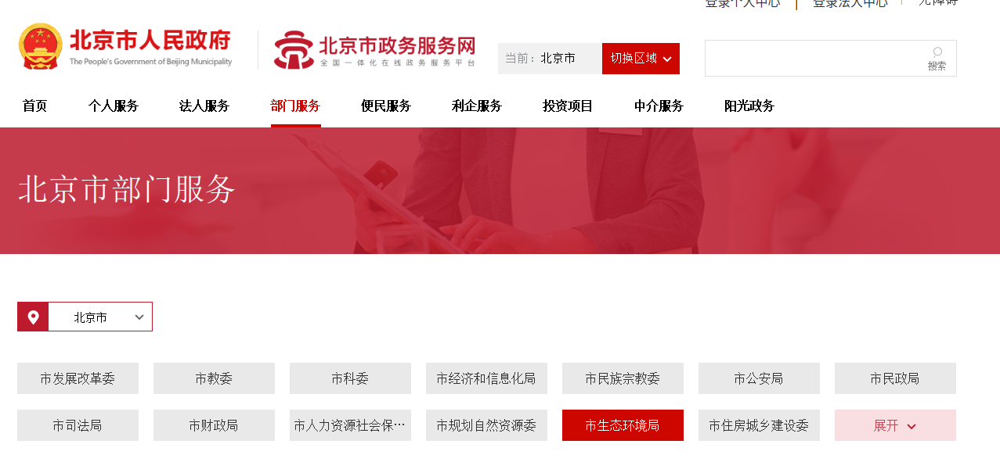 登录个人中心 | 登录法人中心 | 无障碍
北京市人民政府
The People's Government of Beijing Municipality
北京市政务服务网
全国一体化在线政务服务平台
当前：北京市 切换区域
搜索
首页 个人服务 法人服务 部门服务 便民服务 利企服务 投资项目 中介服务 阳光政务
北京市部门服务
北京市
市发展改革委 市教委 市科委 市经济和信息化局 市民族宗教委 市公安局 市民政局
市司法局 市财政局 市人力资源社会保… 市规划自然资源委 市生态环境局 市住房城乡建设委 展开